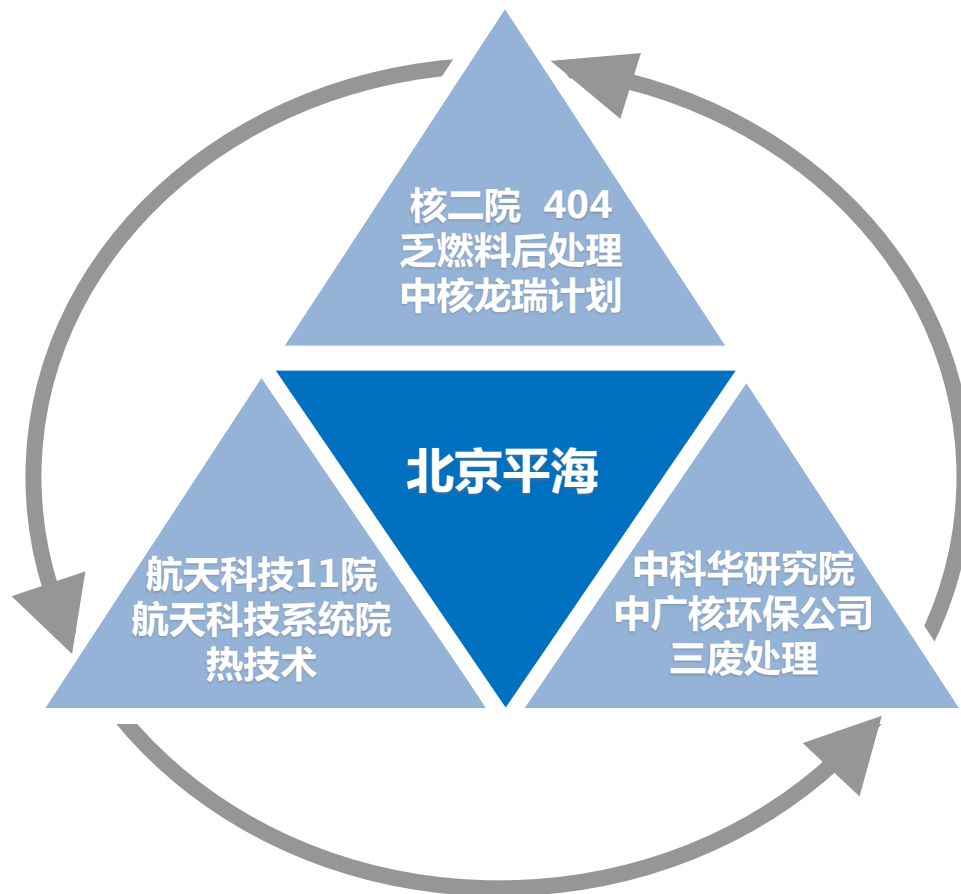 核二院 404
乏燃料后处理
中核龙瑞计划
北京平海
航天科技11院
航天科技系统院
热技术
中科华研究院
中广核环保公司
三废处理